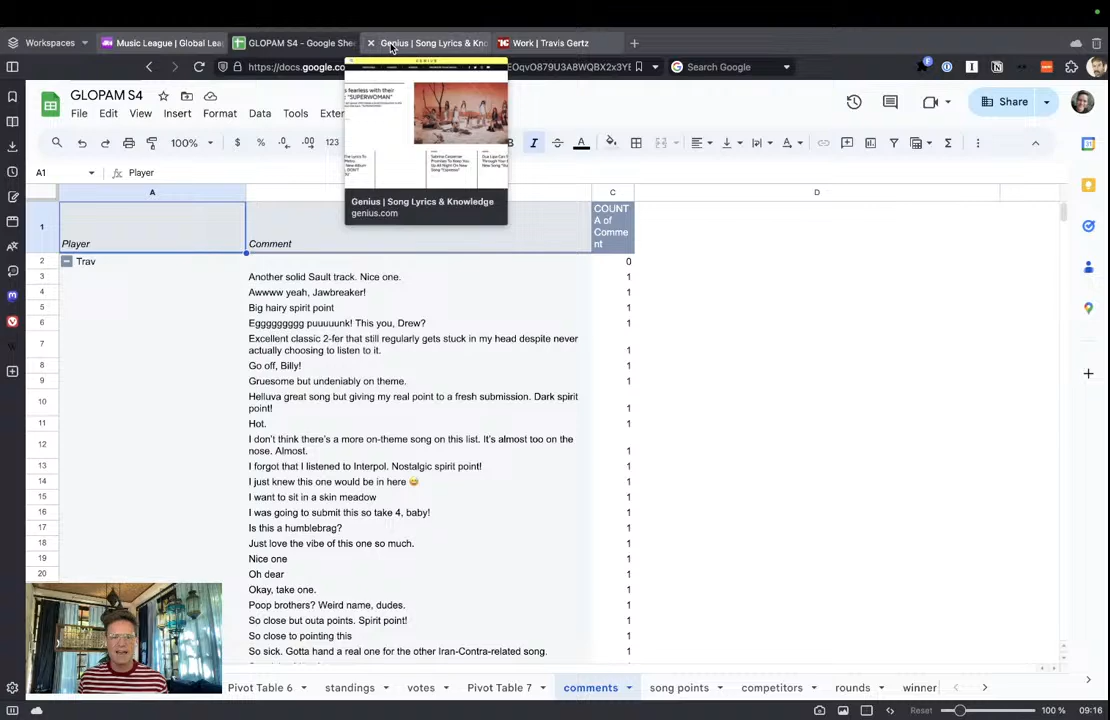 Workspaces
Music League | Global Lea
GLOPAM S4 - Google Shee
Genius | Song Lyrics & Kno
Work | Travis Gertz
https://docs.google.co
EOqvO879U3A8WQBX2x3YE
Search Google
GENIUS
s fearless with their
"SUPERWOMAN"
Genius | Song Lyrics & Knowledge
genius.com
GLOPAM S4
File Edit View Insert Format Data Tools Exter
Share
100%
$ % .0 .00 123
A1
Player
A C D
1 Player Comment COUNT
A of
Comme
nt
2 Trav 0
3 Another solid Sault track. Nice one. 1
4 Awwww yeah, Jawbreaker! 1
5 Big hairy spirit point 1
6 Eggggggggg puuuuunk! This you, Drew? 1
7 Excellent classic 2-fer that still regularly gets stuck in my head despite never
actually choosing to listen to it. 1
8 Go off, Billy! 1
9 Gruesome but undeniably on theme. 1
10 Helluva great song but giving my real point to a fresh submission. Dark spirit
point! 1
11 Hot. 1
12 I don't think there's a more on-theme song on this list. It's almost too on the
nose. Almost. 1
13 I forgot that I listened to Interpol. Nostalgic spirit point! 1
14 I just knew this one would be in here 😅 1
15 I want to sit in a skin meadow 1
16 I was going to submit this so take 4, baby! 1
17 Is this a humblebrag? 1
18 Just love the vibe of this one so much. 1
19 Nice one 1
20 Oh dear 1
Okay, take one. 1
Poop brothers? Weird name, dudes. 1
So close but outa points. Spirit point! 1
So close to pointing this 1
So sick. Gotta hand a real one for the other Iran-Contra-related song. 1
Pivot Table 6 standings votes Pivot Table 7 comments song points competitors rounds winner
Reset 100 % 09:16